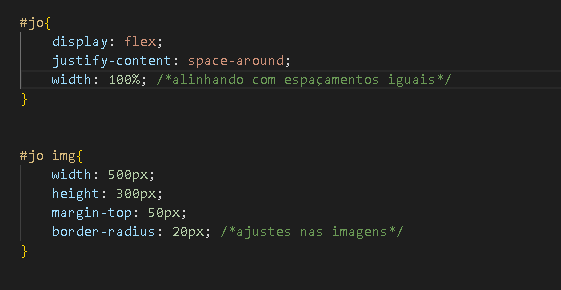 #jo{
display: flex;
justify-content: space-around;
width: 100%; /*alinhando com espaçamentos iguais*/
}
#jo img{
width: 500px;
height: 300px;
margin-top: 50px;
border-radius: 20px; /*ajustes nas imagens*/
}